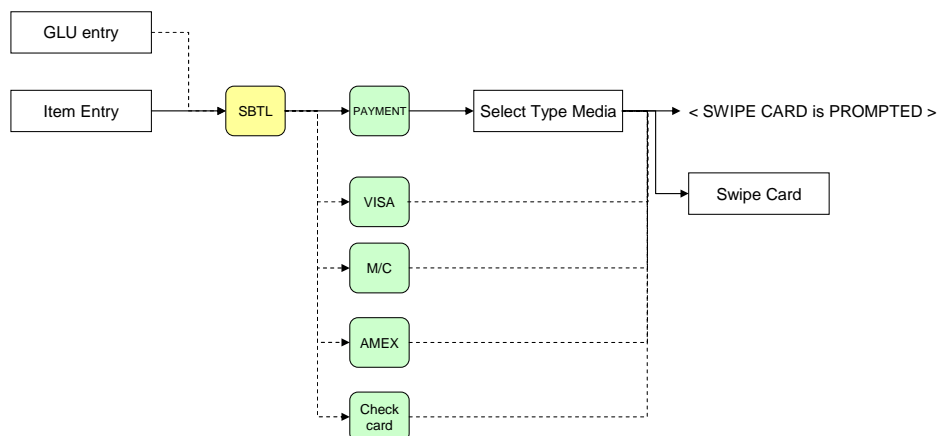 GLU entry
Item Entry
SBTL
PAYMENT
Select Type Media
< SWIPE CARD is PROMPTED >
VISA
Swipe Card
M/C
AMEX
Check
card